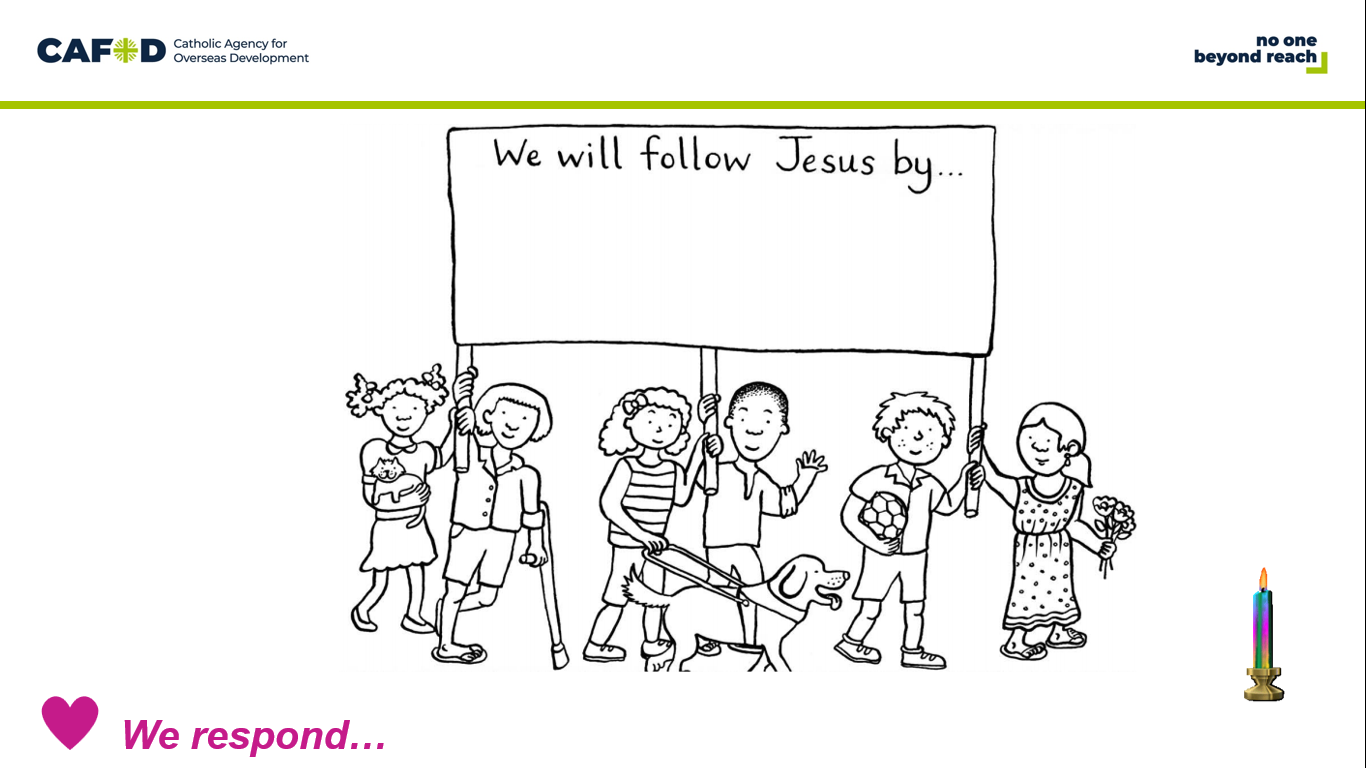 CAFOD
Catholic Agency for
Overseas Development
no one
beyond reach
We will follow Jesus by...
We respond...